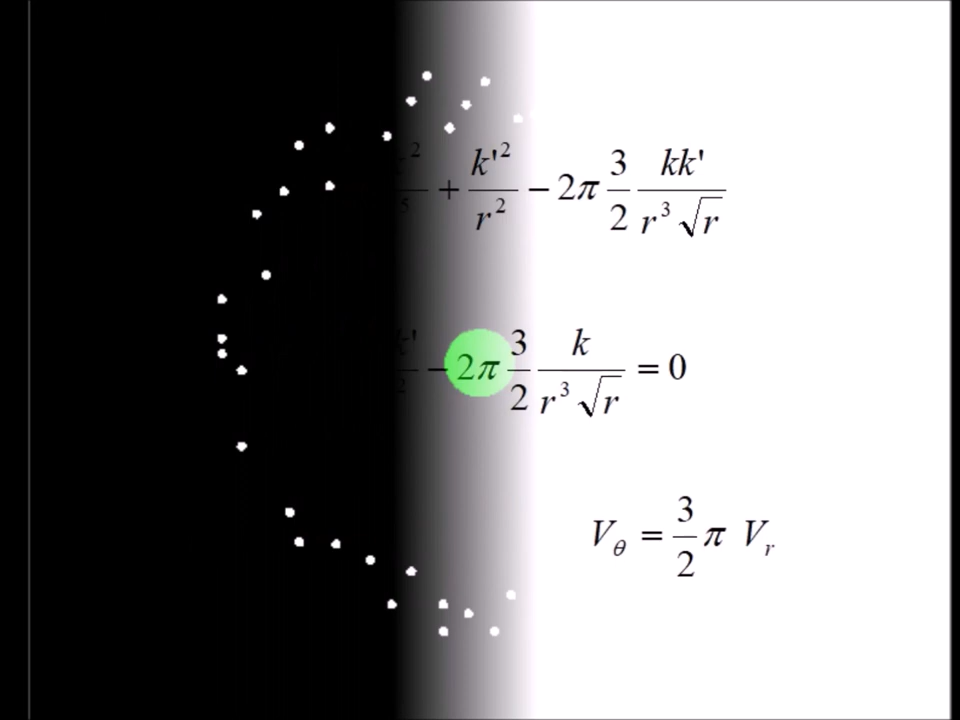 + k'²/r² − 2π 3/2 kk'/r³√r
− 2π 3/2 k/r³√r = 0
V_θ = 3/2 π V_r